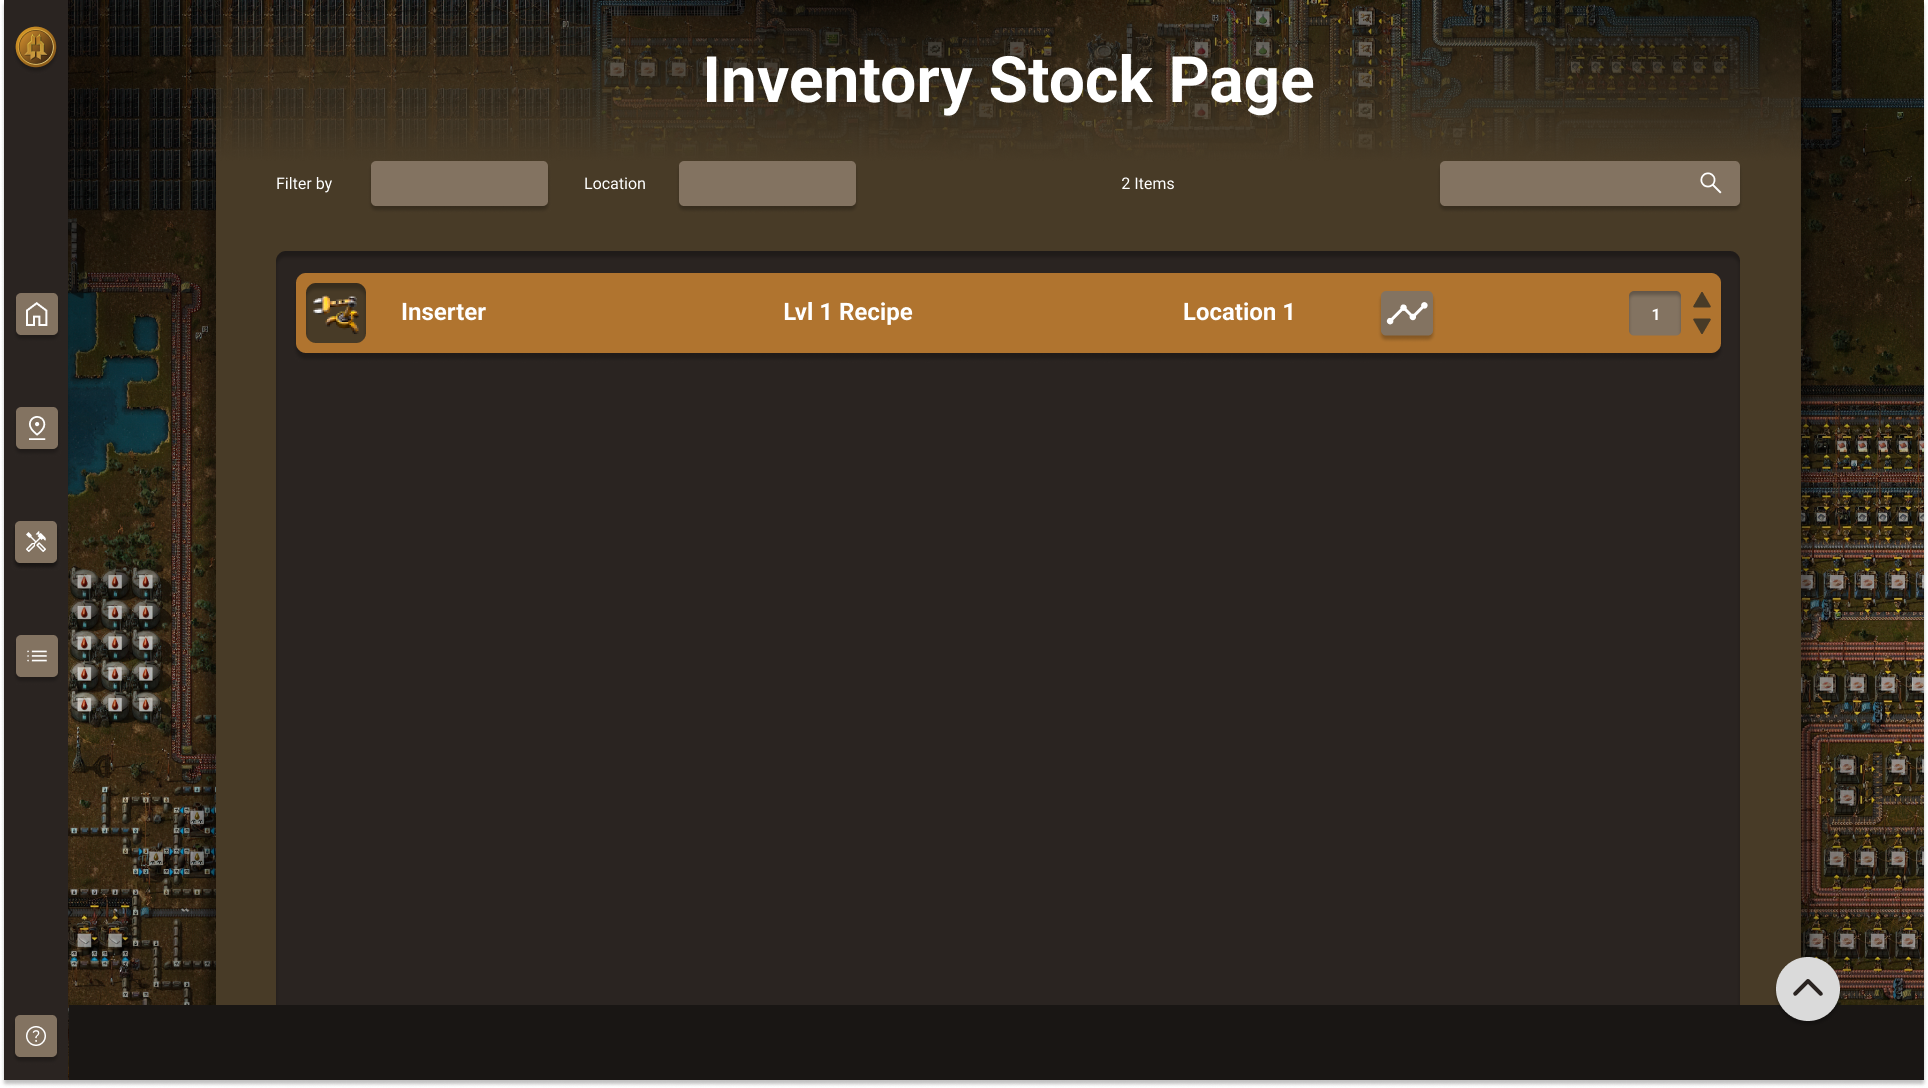 Inventory Stock Page
Filter by Location 2 Items
Inserter Lvl 1 Recipe Location 1 1
?